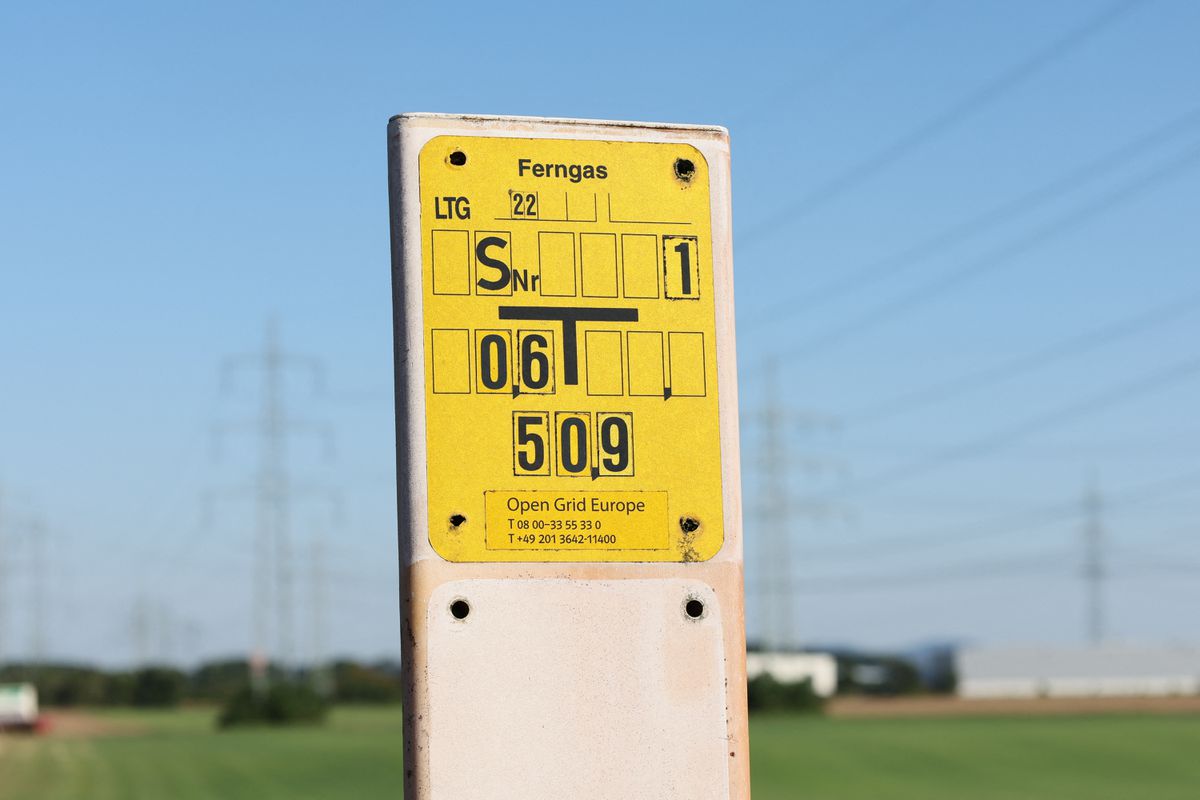 Ferngas
LTG 22
S Nr 1
0,6
50,9
Open Grid Europe
T 08 00-33 55 33 0
T +49 201 3642-11400